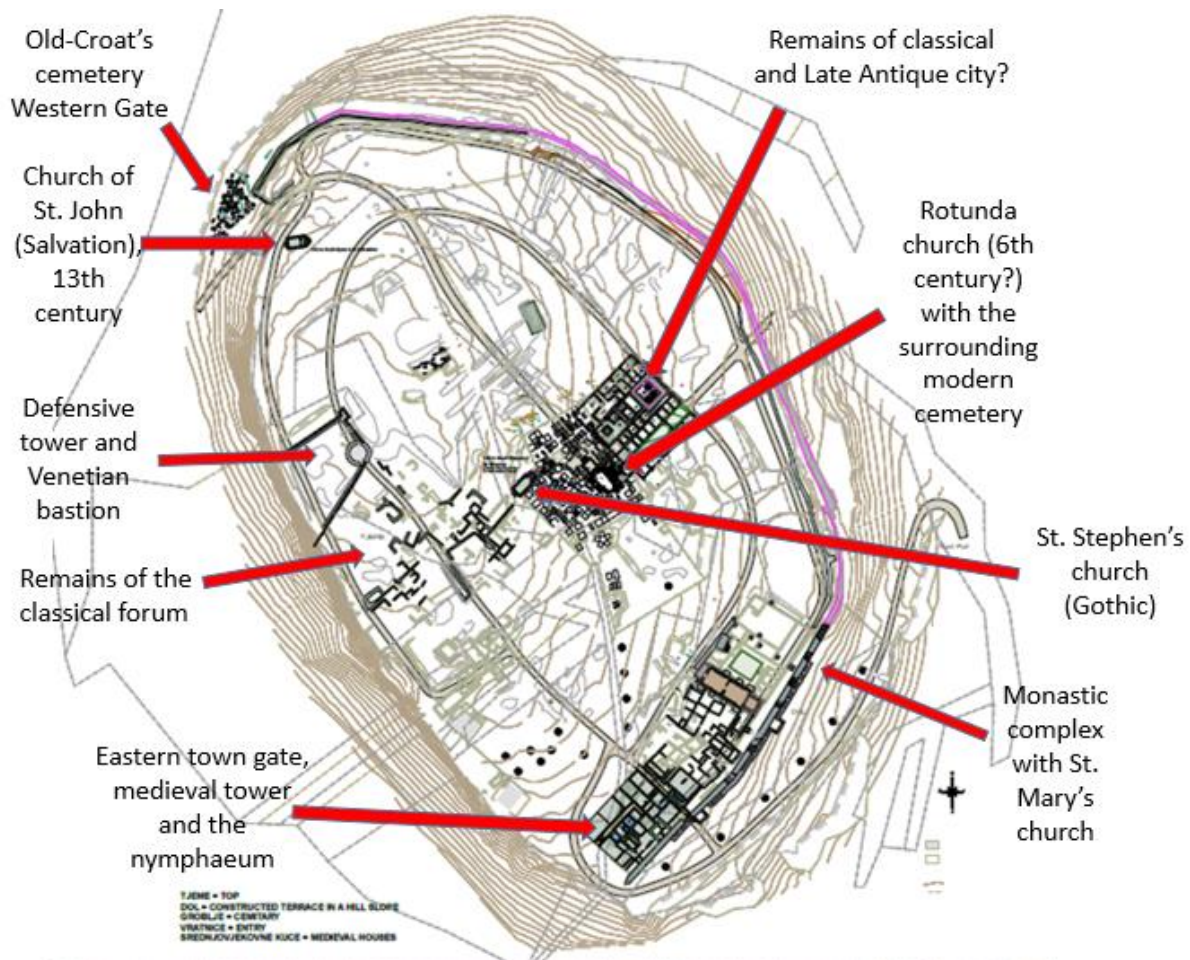 Old-Croat's
cemetery
Western Gate
Remains of classical
and Late Antique city?
Church of
St. John
(Salvation),
13th
century
Rotunda
church (6th
century?)
with the
surrounding
modern
cemetery
Defensive
tower and
Venetian
bastion
Remains of the
classical forum
St. Stephen's
church
(Gothic)
Monastic
complex
with St.
Mary's
church
Eastern town gate,
medieval tower
and the
nymphaeum
TJEME = TOP
DOL = CONSTRUCTED TERRACE IN A HILL SLOPE
GROBLJE = CEMITARY
VRATNICE = ENTRY
SREDNJOVJEKOVNE KUCE = MEDIEVAL HOUSES